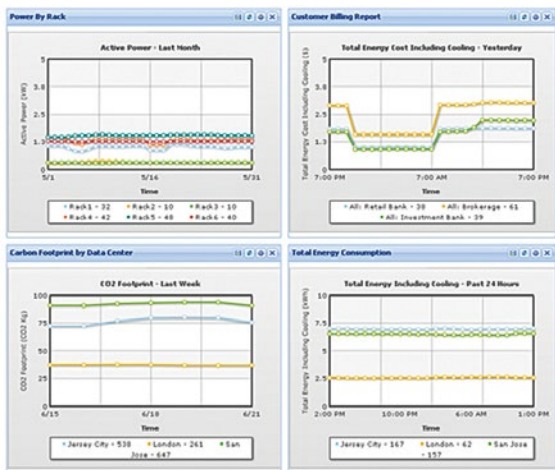 Power By Rack
Active Power - Last Month
Active Power (kW)
5
3.8
2.5
1.3
0
5/1 5/16 5/31
Time
Rack1 - 32 Rack2 - 10 Rack3 - 10
Rack4 - 42 Rack5 - 48 Rack6 - 40
Customer Billing Report
Total Energy Cost Including Cooling - Yesterday
Total Energy Cost Including Cooling ($)
5
3.8
2.5
1.3
0
7:00 PM 7:00 AM 7:00 PM
Time
All: Retail Bank - 38 All: Brokerage - 61
All: Investment Bank - 39
Carbon Footprint by Data Center
CO2 Footprint - Last Week
CO2 Footprint (CO2 Kg)
100
75
50
25
0
6/15 6/18 6/21
Time
Jersey City - 538 London - 261 San
Jose - 647
Total Energy Consumption
Total Energy Including Cooling - Past 24 Hours
Total Energy Including Cooling (kWh)
10
7.5
5
2.5
0
2:00 PM 10:00 PM 6:00 AM 1:00 PM
Time
Jersey City - 167 London - 62 San Jose
- 157